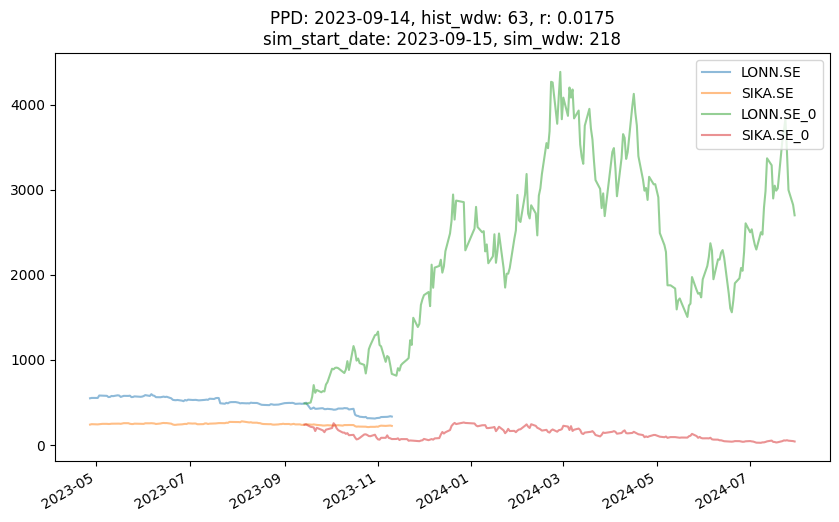 PPD: 2023-09-14, hist_wdw: 63, r: 0.0175
sim_start_date: 2023-09-15, sim_wdw: 218
LONN.SE
SIKA.SE
LONN.SE_0
SIKA.SE_0
4000
3000
2000
1000
0
2023-05
2023-07
2023-09
2023-11
2024-01
2024-03
2024-05
2024-07